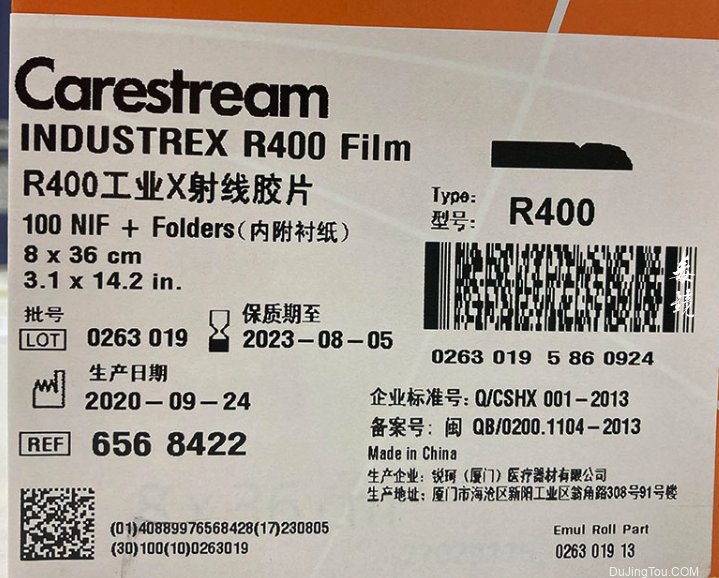 Carestream
INDUSTREX R400 Film
R400工业X射线胶片
100 NIF + Folders(内附衬纸)
8 x 36 cm
3.1 x 14.2 in.
Type:
型号:
R400
批号
LOT 0263 019
保质期至
2023-08-05
0263 019 5 86 0924
生产日期
2020-09-24
REF 656 8422
企业标准号: Q/CSHX 001-2013
备案号: 闽 QB/0200.1104-2013
Made in China
生产企业: 锐珂（厦门）医疗器材有限公司
生产地址: 厦门市海沧区新阳工业区翁角路308号91号楼
(01)40889976568428(17)230805
(30)100(10)0263019
Emul Roll Part
0263 019 13
DuJingTou.COM